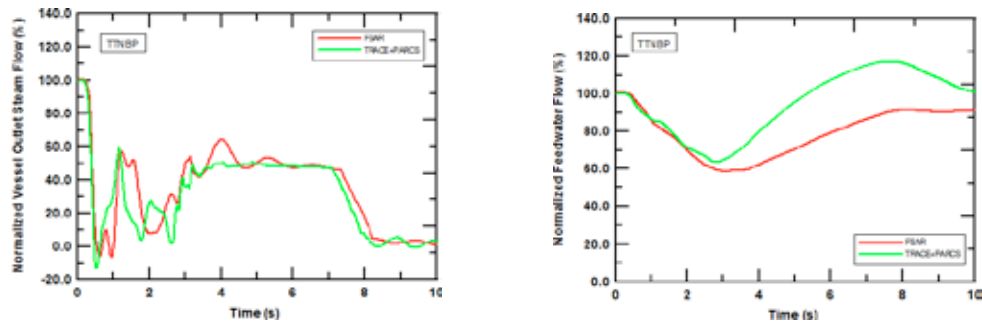 Normalized Vessel Outlet Steam Flow (%)
140.0
120.0
100.0
80.0
60.0
40.0
20.0
0.0
-20.0
TTNBP
FSAR
TRACE+PARCS
0
2
4
6
8
10
Time (s)
Normalized Feedwater Flow (%)
140.0
120.0
100.0
80.0
60.0
40.0
20.0
0.0
TTNBP
FSAR
TRACE+PARCS
0
2
4
6
8
10
Time (s)